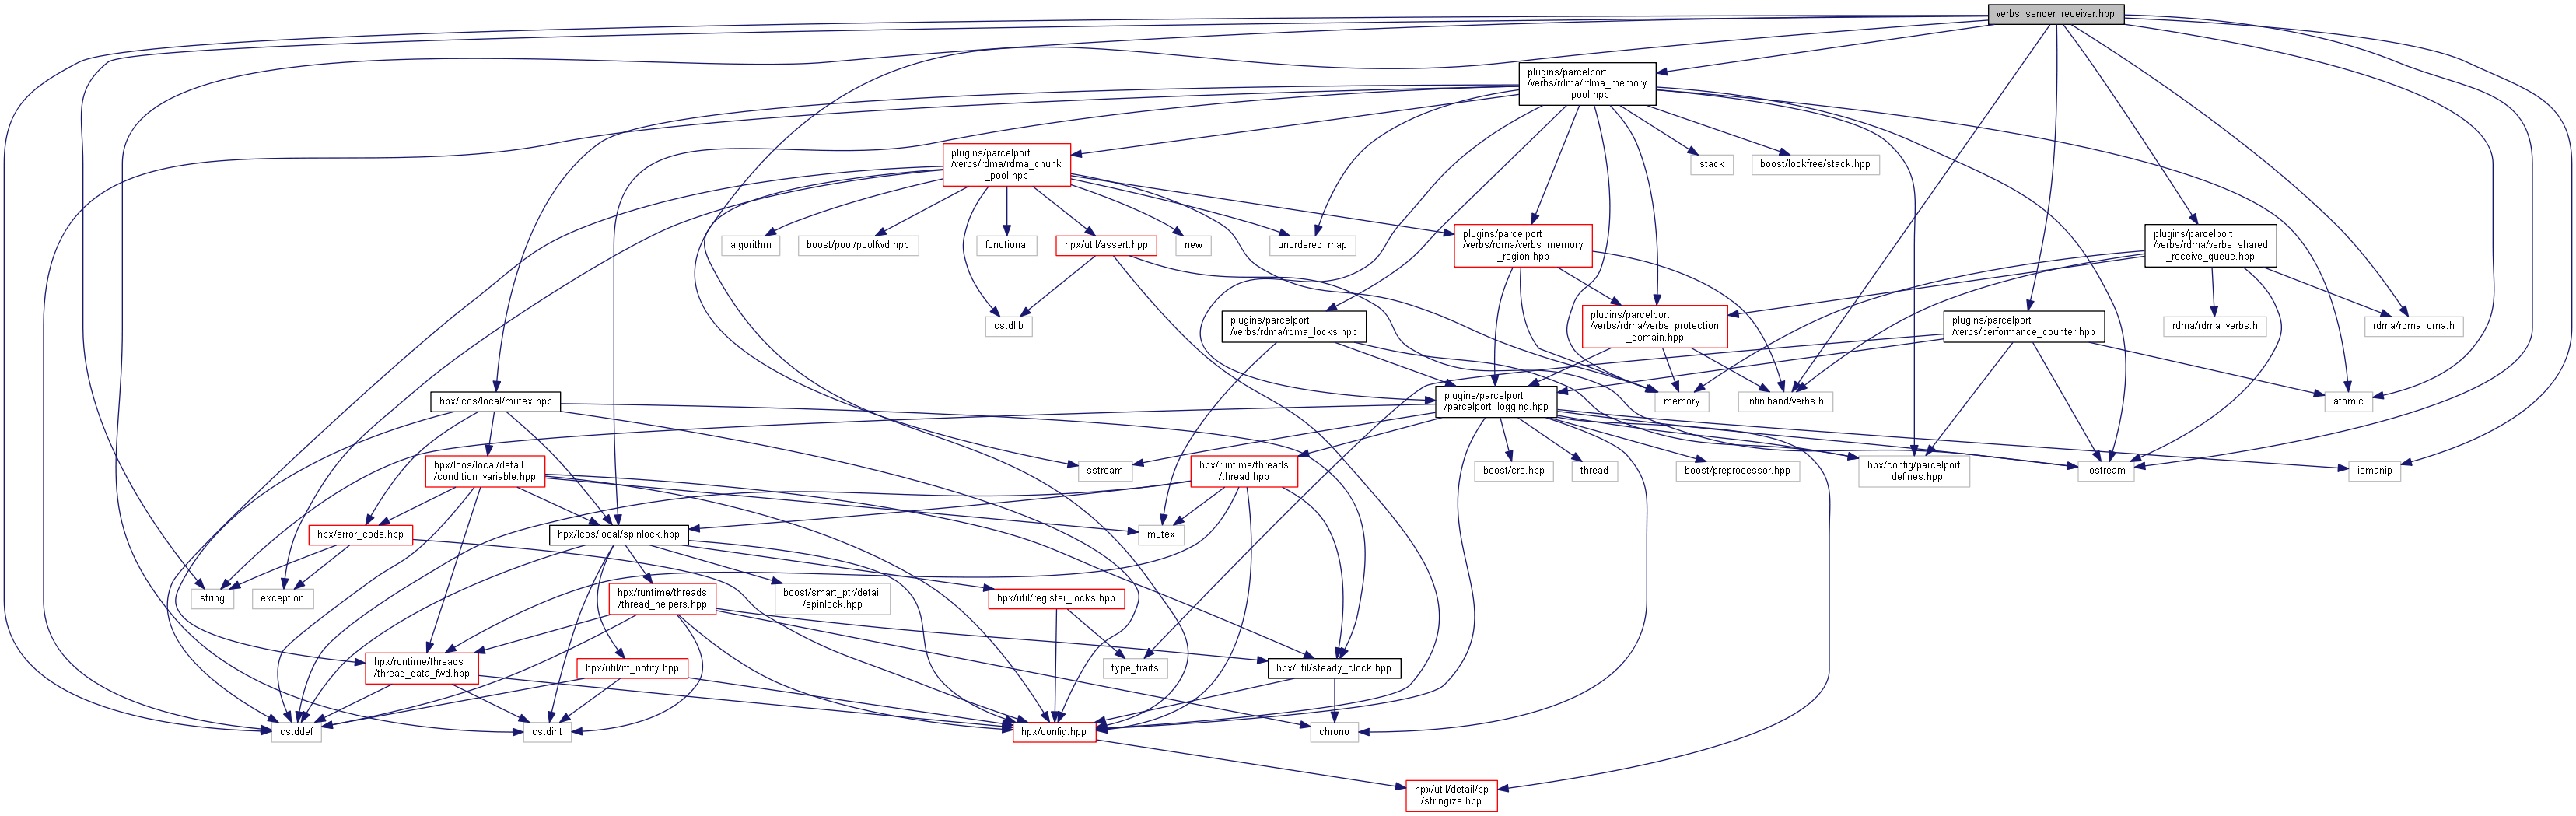 verbs_sender_receiver.hpp
plugins/parcelport
/verbs/rdma/rdma_memory
_pool.hpp
plugins/parcelport
/verbs/rdma/rdma_chunk
_pool.hpp
stack
boost/lockfree/stack.hpp
algorithm
boost/pool/poolfwd.hpp
functional
hpx/util/assert.hpp
new
unordered_map
plugins/parcelport
/verbs/rdma/verbs_memory
_region.hpp
plugins/parcelport
/verbs/rdma/verbs_shared
_receive_queue.hpp
cstdlib
plugins/parcelport
/verbs/rdma/rdma_locks.hpp
plugins/parcelport
/verbs/rdma/verbs_protection
_domain.hpp
plugins/parcelport
/verbs/performance_counter.hpp
rdma/rdma_verbs.h
rdma/rdma_cma.h
hpx/lcos/local/mutex.hpp
plugins/parcelport
/parcelport_logging.hpp
memory
infiniband/verbs.h
atomic
hpx/lcos/local/detail
/condition_variable.hpp
sstream
hpx/runtime/threads
/thread.hpp
boost/crc.hpp
thread
boost/preprocessor.hpp
hpx/config/parcelport
_defines.hpp
iostream
iomanip
hpx/error_code.hpp
hpx/lcos/local/spinlock.hpp
mutex
string
exception
hpx/runtime/threads
/thread_helpers.hpp
boost/smart_ptr/detail
/spinlock.hpp
hpx/util/register_locks.hpp
hpx/runtime/threads
/thread_data_fwd.hpp
hpx/util/itt_notify.hpp
type_traits
hpx/util/steady_clock.hpp
cstddef
cstdint
hpx/config.hpp
chrono
hpx/util/detail/pp
/stringize.hpp